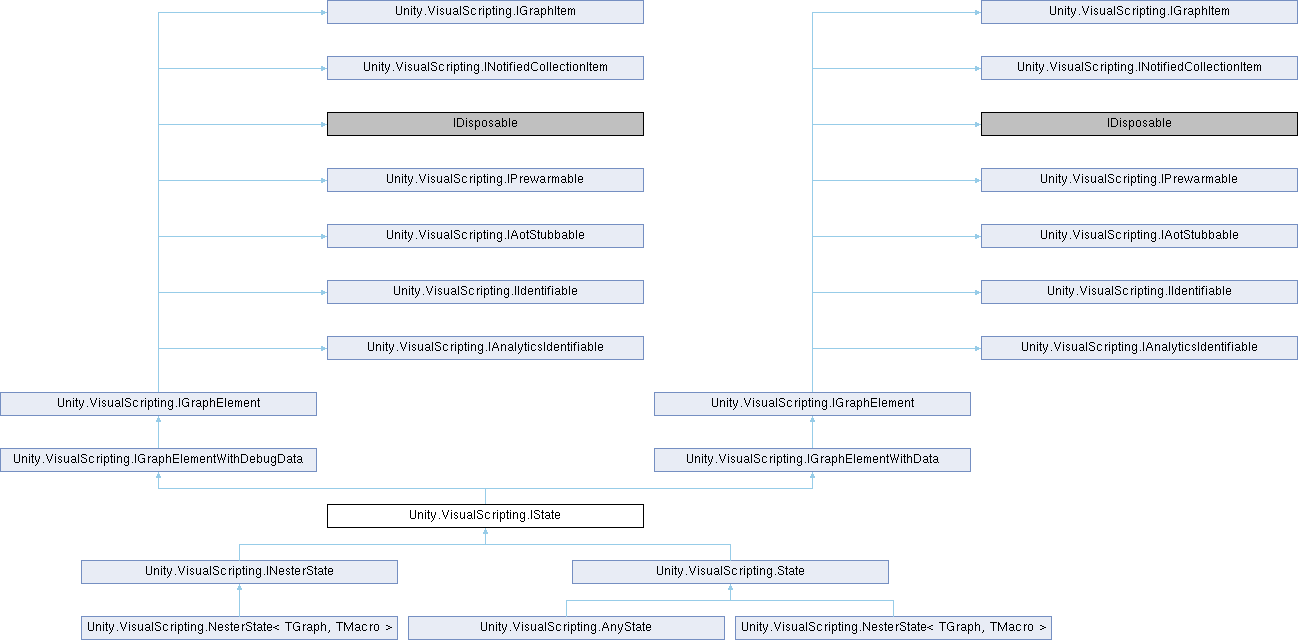 Unity.VisualScripting.IGraphItem
Unity.VisualScripting.IGraphItem
Unity.VisualScripting.INotifiedCollectionItem
Unity.VisualScripting.INotifiedCollectionItem
IDisposable
IDisposable
Unity.VisualScripting.IPrewarmable
Unity.VisualScripting.IPrewarmable
Unity.VisualScripting.IAotStubbable
Unity.VisualScripting.IAotStubbable
Unity.VisualScripting.IIdentifiable
Unity.VisualScripting.IIdentifiable
Unity.VisualScripting.IAnalyticsIdentifiable
Unity.VisualScripting.IAnalyticsIdentifiable
Unity.VisualScripting.IGraphElement
Unity.VisualScripting.IGraphElement
Unity.VisualScripting.IGraphElementWithDebugData
Unity.VisualScripting.IGraphElementWithData
Unity.VisualScripting.IState
Unity.VisualScripting.INesterState
Unity.VisualScripting.State
Unity.VisualScripting.NesterState< TGraph, TMacro >
Unity.VisualScripting.AnyState
Unity.VisualScripting.NesterState< TGraph, TMacro >